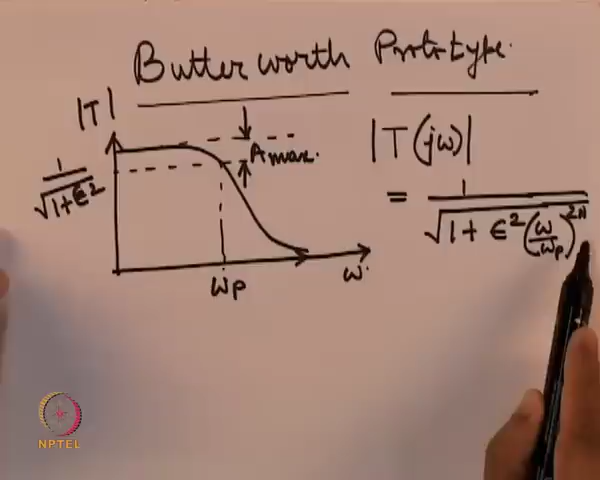 Butterworth Prototype.
|T|
Amax.
1/√(1+ϵ²)
ωp
ω.
|T(jω)|
= 1/√(1 + ϵ²(ω/ωp)^2N)
NPTEL